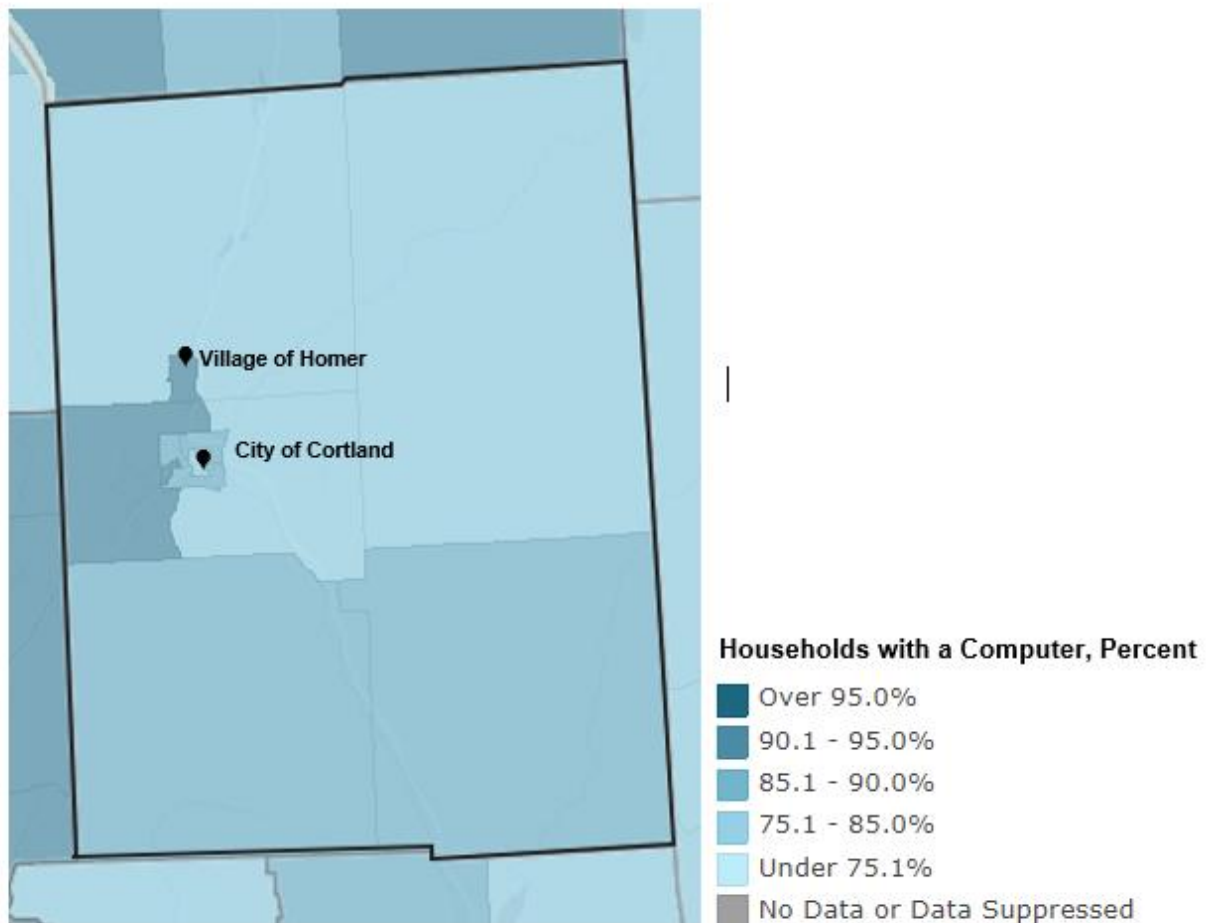 Village of Homer
City of Cortland
Households with a Computer, Percent
Over 95.0%
90.1 - 95.0%
85.1 - 90.0%
75.1 - 85.0%
Under 75.1%
No Data or Data Suppressed